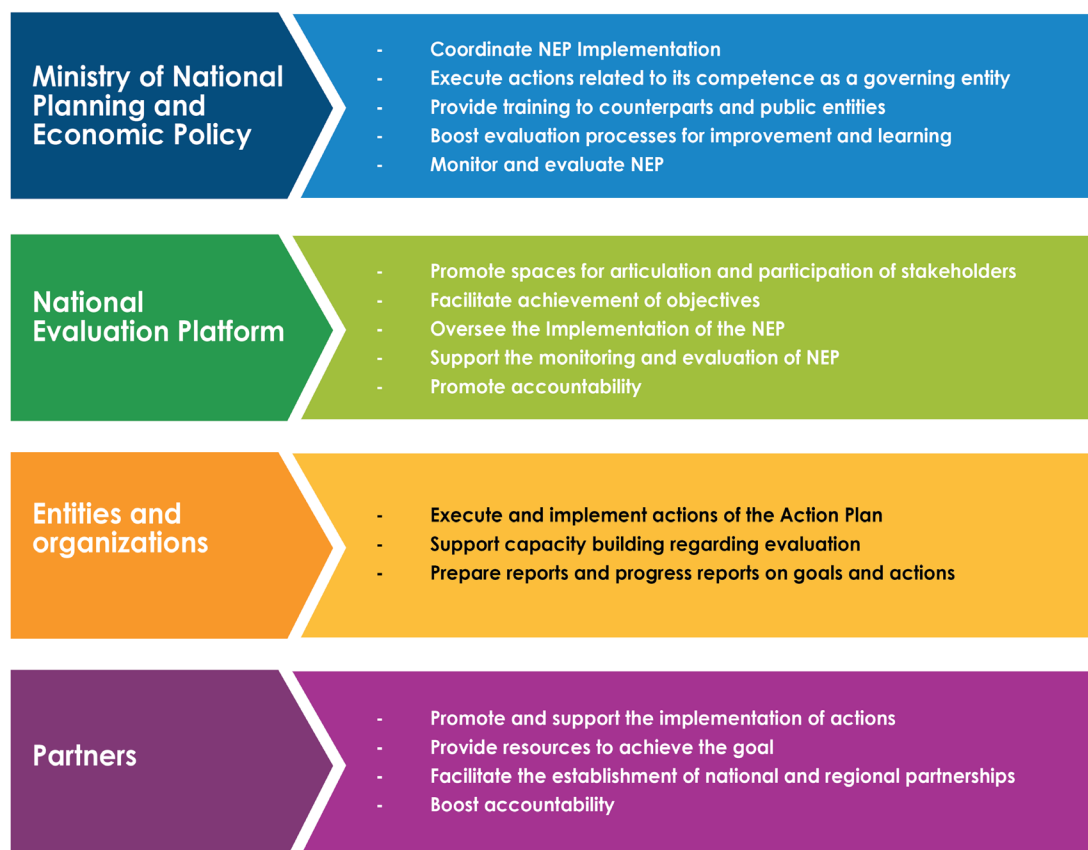 Ministry of National
Planning and
Economic Policy
- Coordinate NEP Implementation
- Execute actions related to its competence as a governing entity
- Provide training to counterparts and public entities
- Boost evaluation processes for improvement and learning
- Monitor and evaluate NEP
National
Evaluation Platform
- Promote spaces for articulation and participation of stakeholders
- Facilitate achievement of objectives
- Oversee the Implementation of the NEP
- Support the monitoring and evaluation of NEP
- Promote accountability
Entities and
organizations
- Execute and implement actions of the Action Plan
- Support capacity building regarding evaluation
- Prepare reports and progress reports on goals and actions
Partners
- Promote and support the implementation of actions
- Provide resources to achieve the goal
- Facilitate the establishment of national and regional partnerships
- Boost accountability